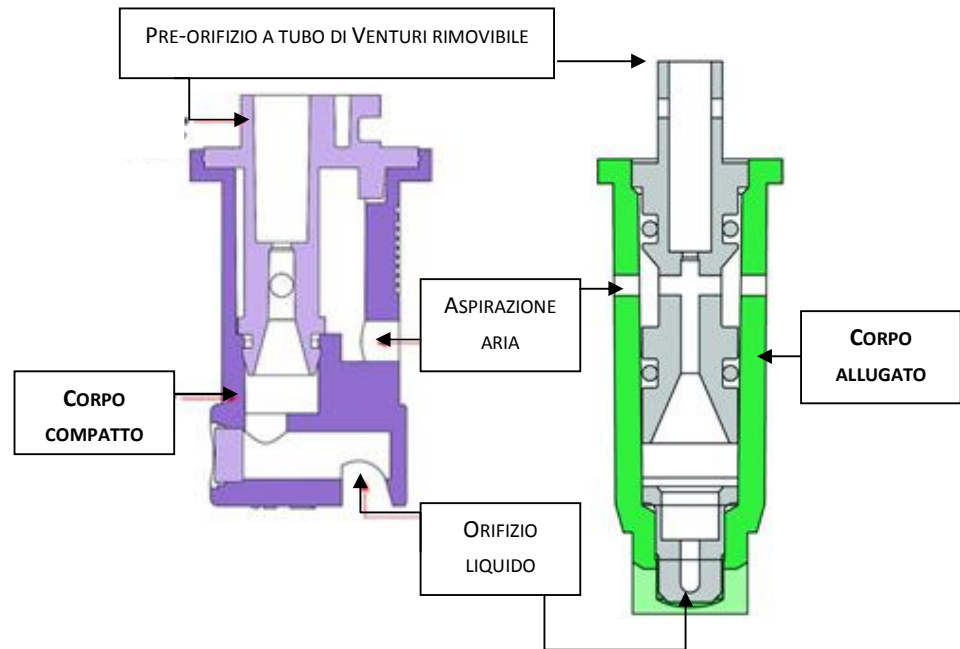 PRE-ORIFIZIO A TUBO DI VENTURI RIMOVIBILE
ASPIRAZIONE
ARIA
CORPO
ALLUGATO
CORPO
COMPATTO
ORIFIZIO
LIQUIDO